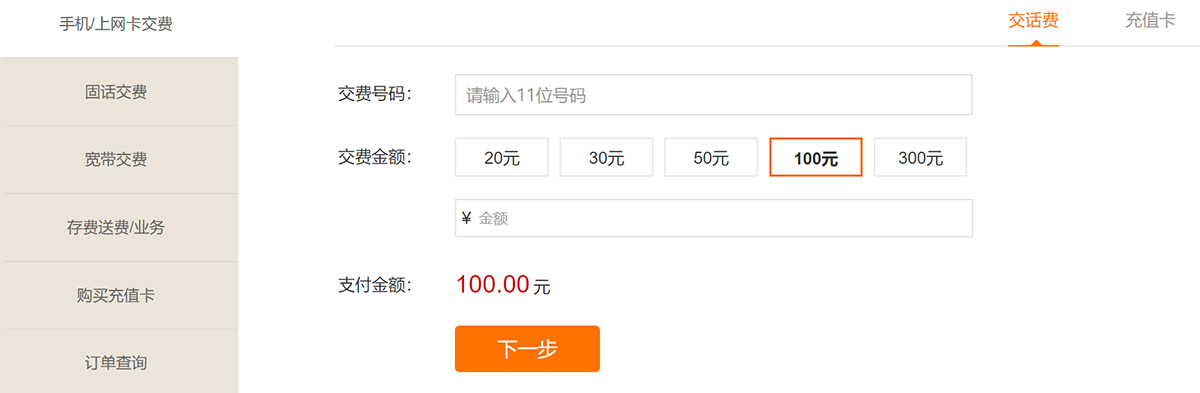 手机/上网卡交费
固话交费
宽带交费
存费送费/业务
购买充值卡
订单查询
交话费 充值卡
交费号码： 请输入11位号码
交费金额： 20元 30元 50元 100元 300元
¥ 金额
支付金额： 100.00 元
下一步